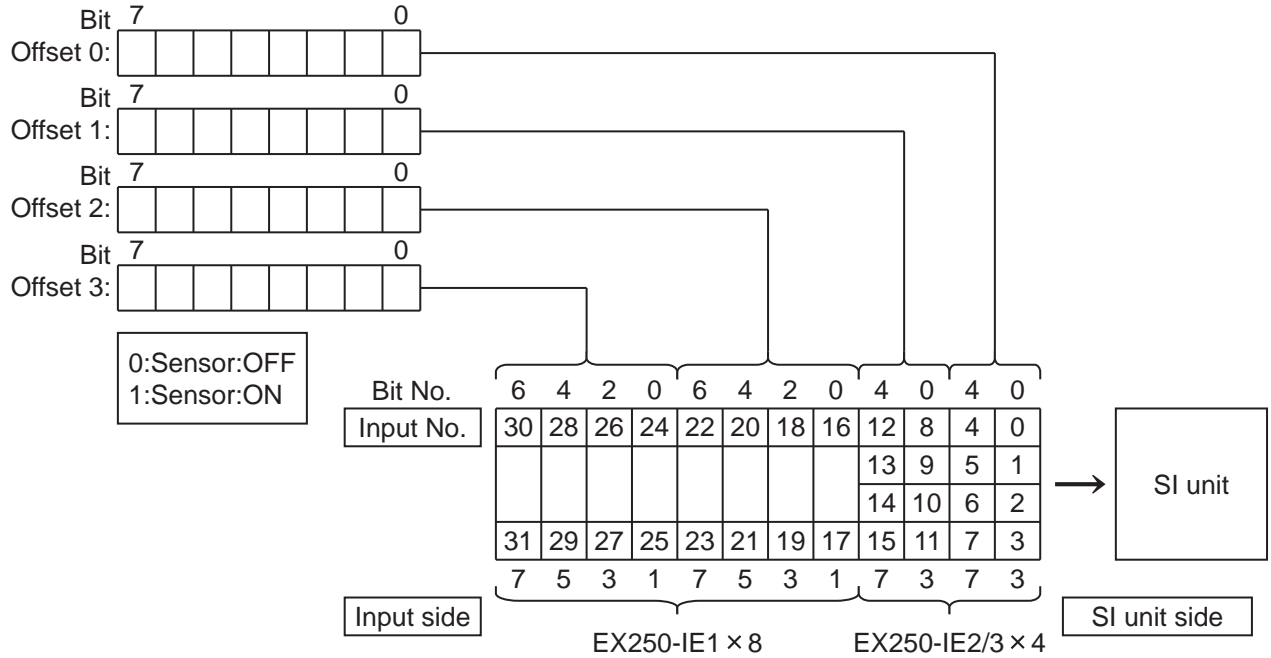 Bit 7 0
Offset 0:
Bit 7 0
Offset 1:
Bit 7 0
Offset 2:
Bit 7 0
Offset 3:
0:Sensor:OFF
1:Sensor:ON
Bit No. 6 4 2 0 6 4 2 0 4 0 4 0
Input No. 30 28 26 24 22 20 18 16 12 8 4 0
13 9 5 1
14 10 6 2
31 29 27 25 23 21 19 17 15 11 7 3
7 5 3 1 7 5 3 1 7 3 7 3
SI unit
Input side
SI unit side
EX250-IE1×8
EX250-IE2/3×4